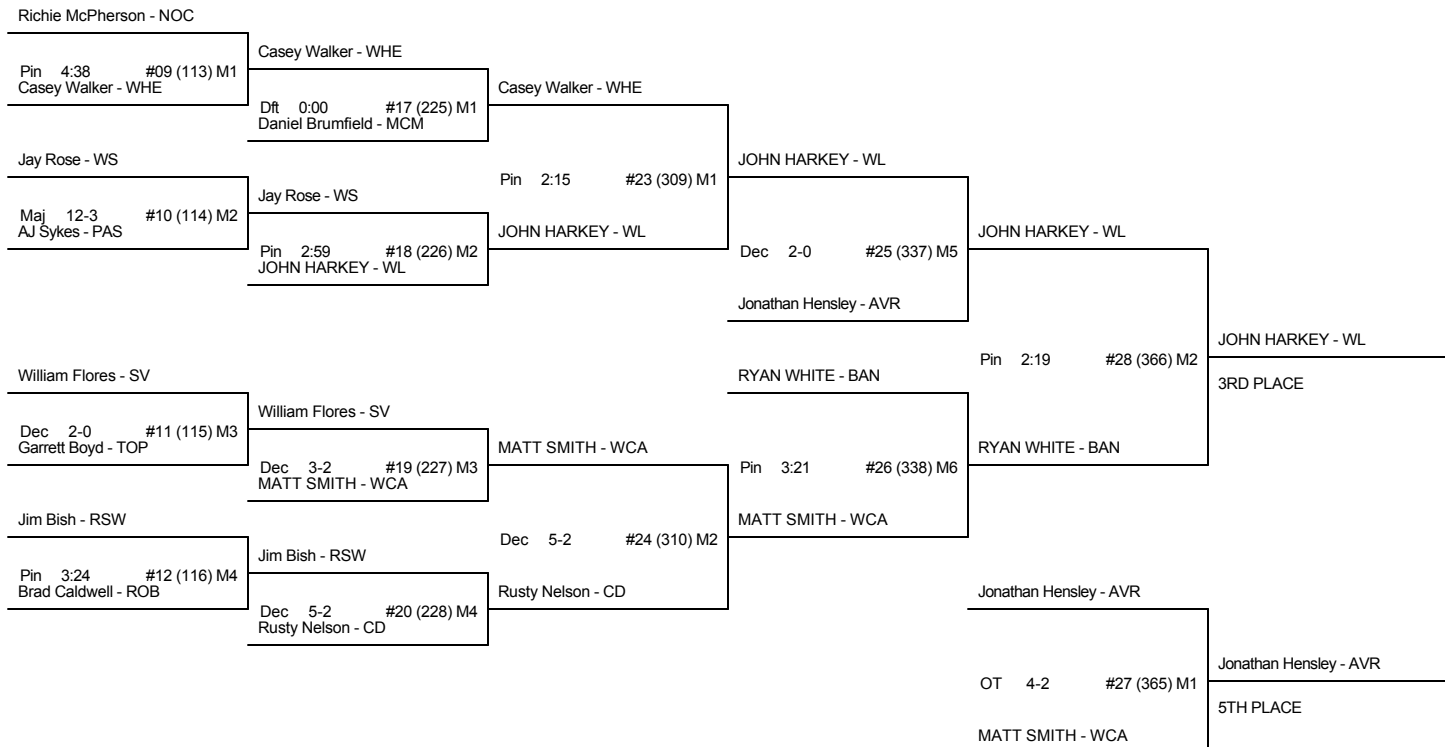 Richie McPherson - NOC
Pin 4:38 #09 (113) M1
Casey Walker - WHE
Jay Rose - WS
Maj 12-3 #10 (114) M2
AJ Sykes - PAS
William Flores - SV
Dec 2-0 #11 (115) M3
Garrett Boyd - TOP
Jim Bish - RSW
Pin 3:24 #12 (116) M4
Brad Caldwell - ROB
Casey Walker - WHE
Dft 0:00 #17 (225) M1
Daniel Brumfield - MCM
Jay Rose - WS
Pin 2:59 #18 (226) M2
JOHN HARKEY - WL
William Flores - SV
Dec 3-2 #19 (227) M3
MATT SMITH - WCA
Jim Bish - RSW
Dec 5-2 #20 (228) M4
Rusty Nelson - CD
Casey Walker - WHE
Pin 2:15 #23 (309) M1
JOHN HARKEY - WL
MATT SMITH - WCA
Dec 5-2 #24 (310) M2
Rusty Nelson - CD
JOHN HARKEY - WL
Dec 2-0 #25 (337) M5
Jonathan Hensley - AVR
RYAN WHITE - BAN
Pin 3:21 #26 (338) M6
MATT SMITH - WCA
JOHN HARKEY - WL
Pin 2:19 #28 (366) M2
RYAN WHITE - BAN
Jonathan Hensley - AVR
OT 4-2 #27 (365) M1
MATT SMITH - WCA
JOHN HARKEY - WL
3RD PLACE
Jonathan Hensley - AVR
5TH PLACE